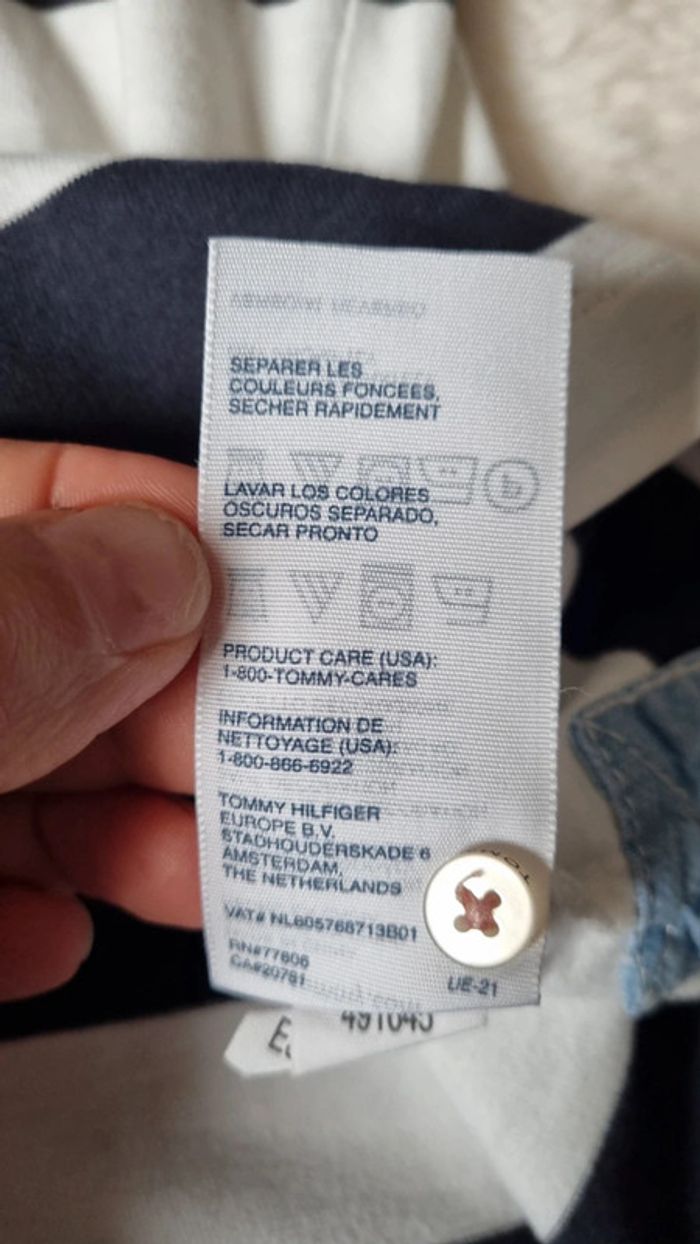 SEPARER LES
COULEURS FONCEES,
SECHER RAPIDEMENT
LAVAR LOS COLORES
OSCUROS SEPARADO,
SECAR PRONTO
PRODUCT CARE (USA):
1-800-TOMMY-CARES
INFORMATION DE
NETTOYAGE (USA):
1-800-866-6922
TOMMY HILFIGER
EUROPE B.V.
STADHOUDERSKADE 6
AMSTERDAM,
THE NETHERLANDS
VAT# NL605768713B01
RN#77806
CA#20781
UE-21